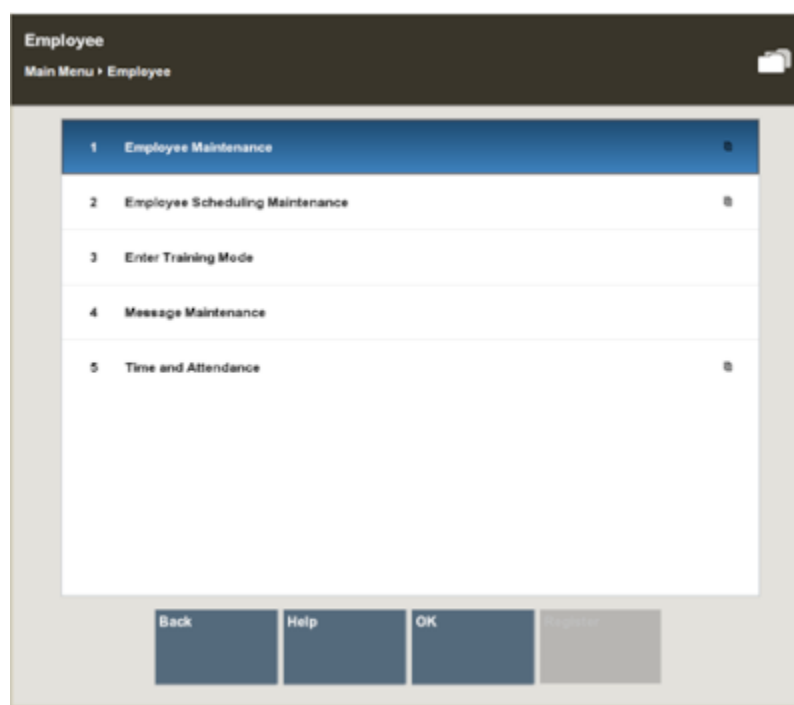 Employee
Main Menu ▸ Employee
1 Employee Maintenance
2 Employee Scheduling Maintenance
3 Enter Training Mode
4 Message Maintenance
5 Time and Attendance
Back Help OK Register